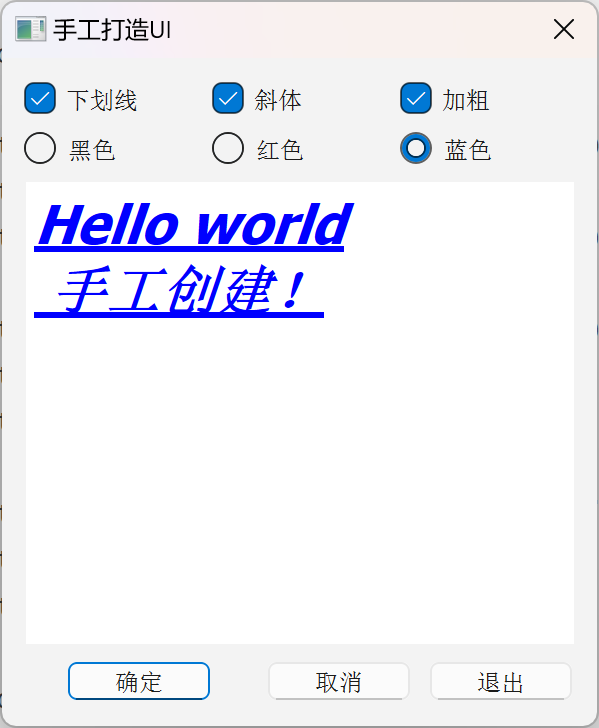 手工打造UI
下划线 斜体 加粗
黑色 红色 蓝色
Hello world
手工创建！
确定 取消 退出